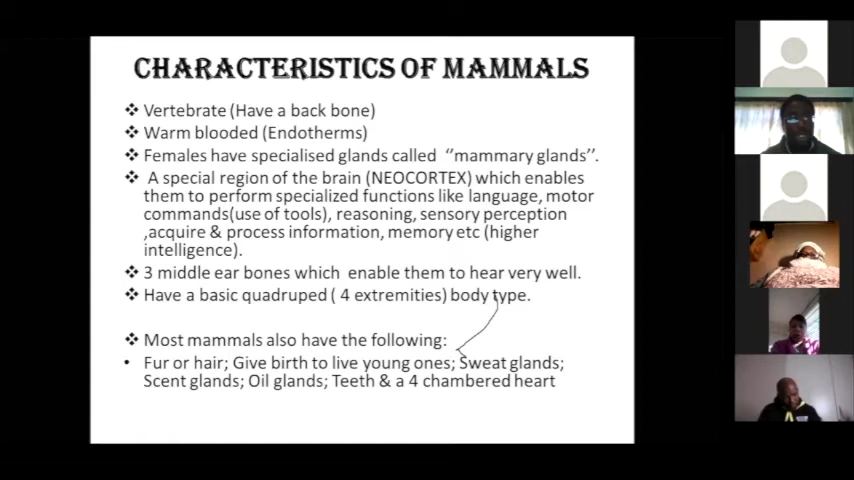 CHARACTERISTICS OF MAMMALS
❖ Vertebrate (Have a back bone)
❖ Warm blooded (Endotherms)
❖ Females have specialised glands called ‘’mammary glands’’.
❖ A special region of the brain (NEOCORTEX) which enables
them to perform specialized functions like language, motor
commands(use of tools), reasoning, sensory perception
,acquire & process information, memory etc (higher
intelligence).
❖ 3 middle ear bones which enable them to hear very well.
❖ Have a basic quadruped ( 4 extremities) body type.
❖ Most mammals also have the following:
• Fur or hair; Give birth to live young ones; Sweat glands;
Scent glands; Oil glands; Teeth & a 4 chambered heart